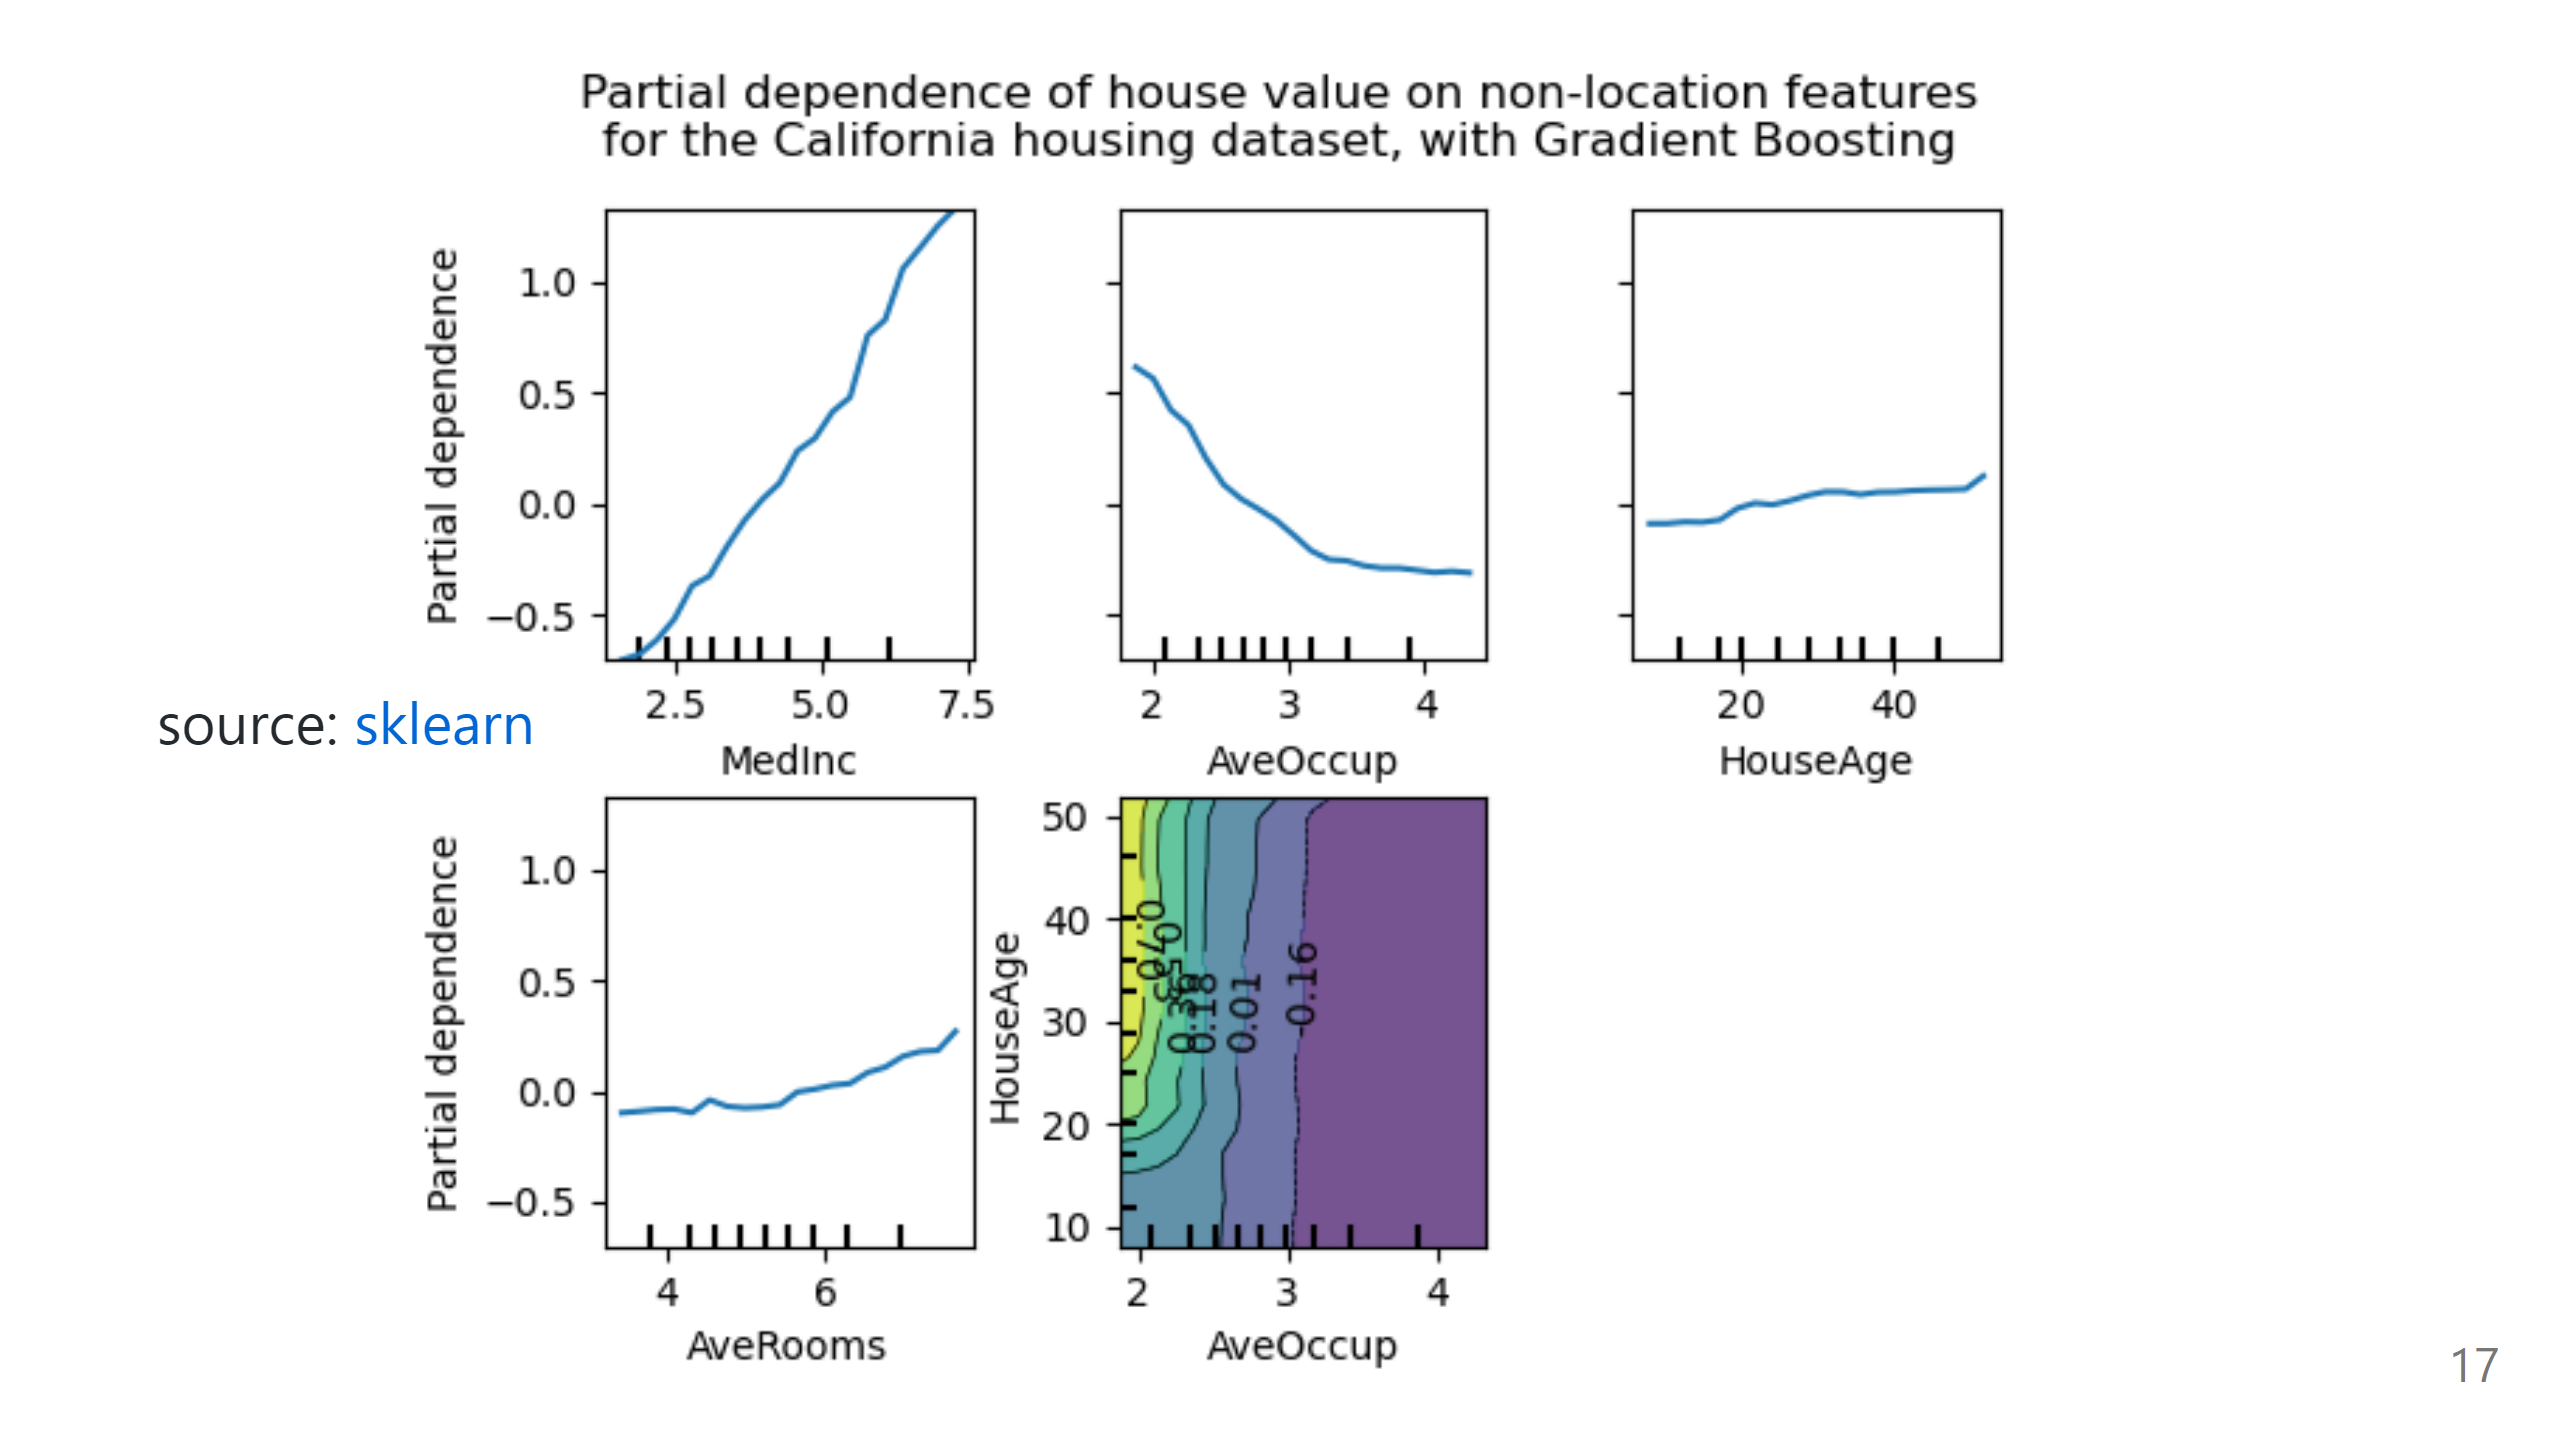 Partial dependence of house value on non-location features
for the California housing dataset, with Gradient Boosting
Partial dependence
1.0
0.5
0.0
−0.5
2.5 5.0 7.5
MedInc
2 3 4
AveOccup
20 40
HouseAge
source: sklearn
Partial dependence
1.0
0.5
0.0
−0.5
4 6
AveRooms
HouseAge
50
40
30
20
10
0.18
0.01
-0.16
2 3 4
AveOccup
17